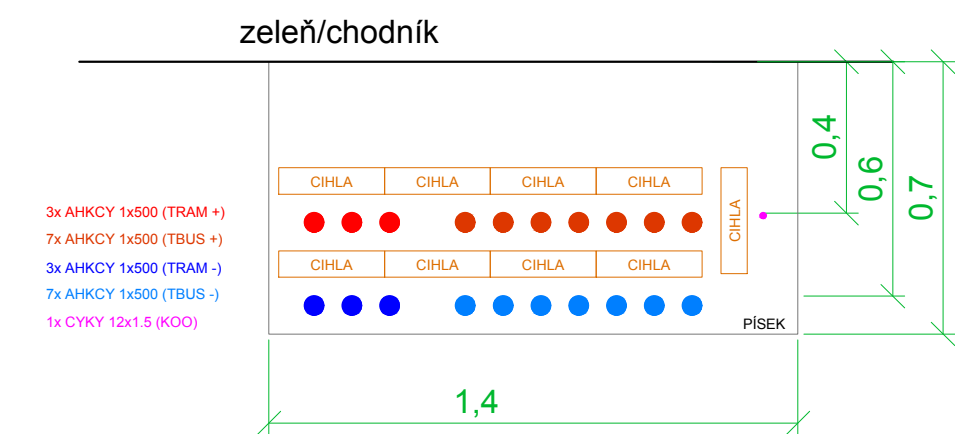 zeleň/chodník
0,4
0,6
0,7
CIHLA CIHLA CIHLA CIHLA
CIHLA
3x AHKCY 1x500 (TRAM +)
7x AHKCY 1x500 (TBUS +)
3x AHKCY 1x500 (TRAM -)
7x AHKCY 1x500 (TBUS -)
1x CYKY 12x1.5 (KOO)
CIHLA CIHLA CIHLA CIHLA
PÍSEK
1,4